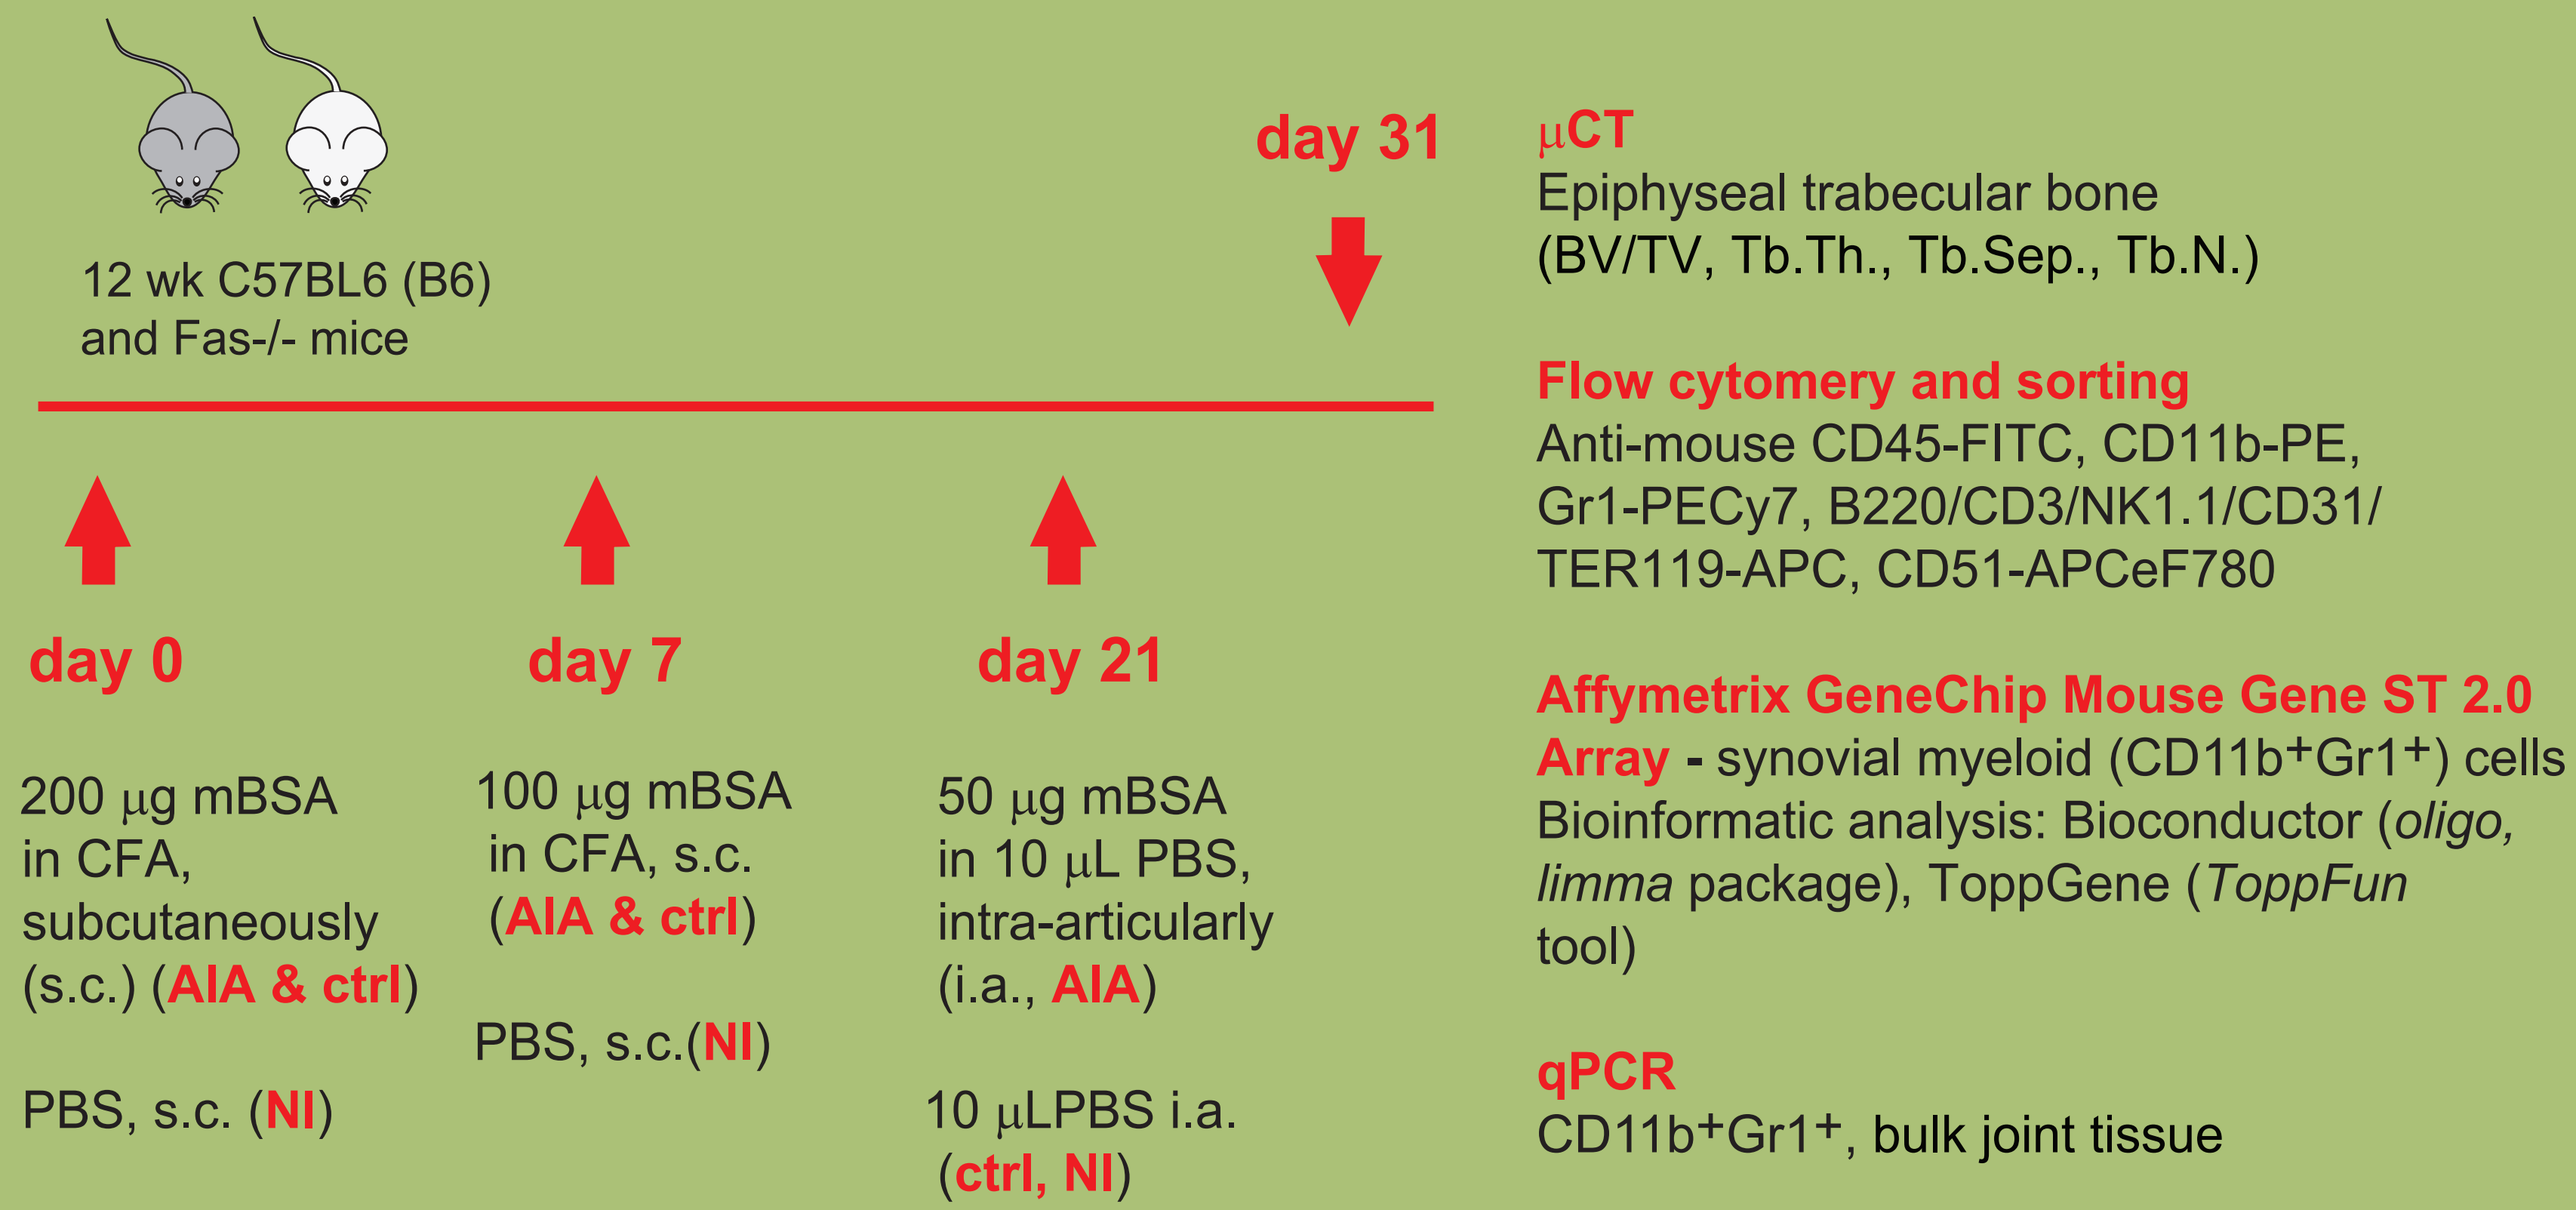 12 wk C57BL6 (B6)
and Fas-/- mice
day 0
200 μg mBSA
in CFA,
subcutaneously
(s.c.) (AIA & ctrl)
PBS, s.c. (NI)
day 7
100 μg mBSA
in CFA, s.c.
(AIA & ctrl)
PBS, s.c.(NI)
day 21
50 μg mBSA
in 10 μL PBS,
intra-articularly
(i.a., AIA)
10 μLPBS i.a.
(ctrl, NI)
day 31
μCT
Epiphyseal trabecular bone
(BV/TV, Tb.Th., Tb.Sep., Tb.N.)
Flow cytomery and sorting
Anti-mouse CD45-FITC, CD11b-PE,
Gr1-PECy7, B220/CD3/NK1.1/CD31/
TER119-APC, CD51-APCeF780
Affymetrix GeneChip Mouse Gene ST 2.0
Array - synovial myeloid (CD11b⁺Gr1⁺) cells
Bioinformatic analysis: Bioconductor (oligo,
limma package), ToppGene (ToppFun
tool)
qPCR
CD11b⁺Gr1⁺, bulk joint tissue